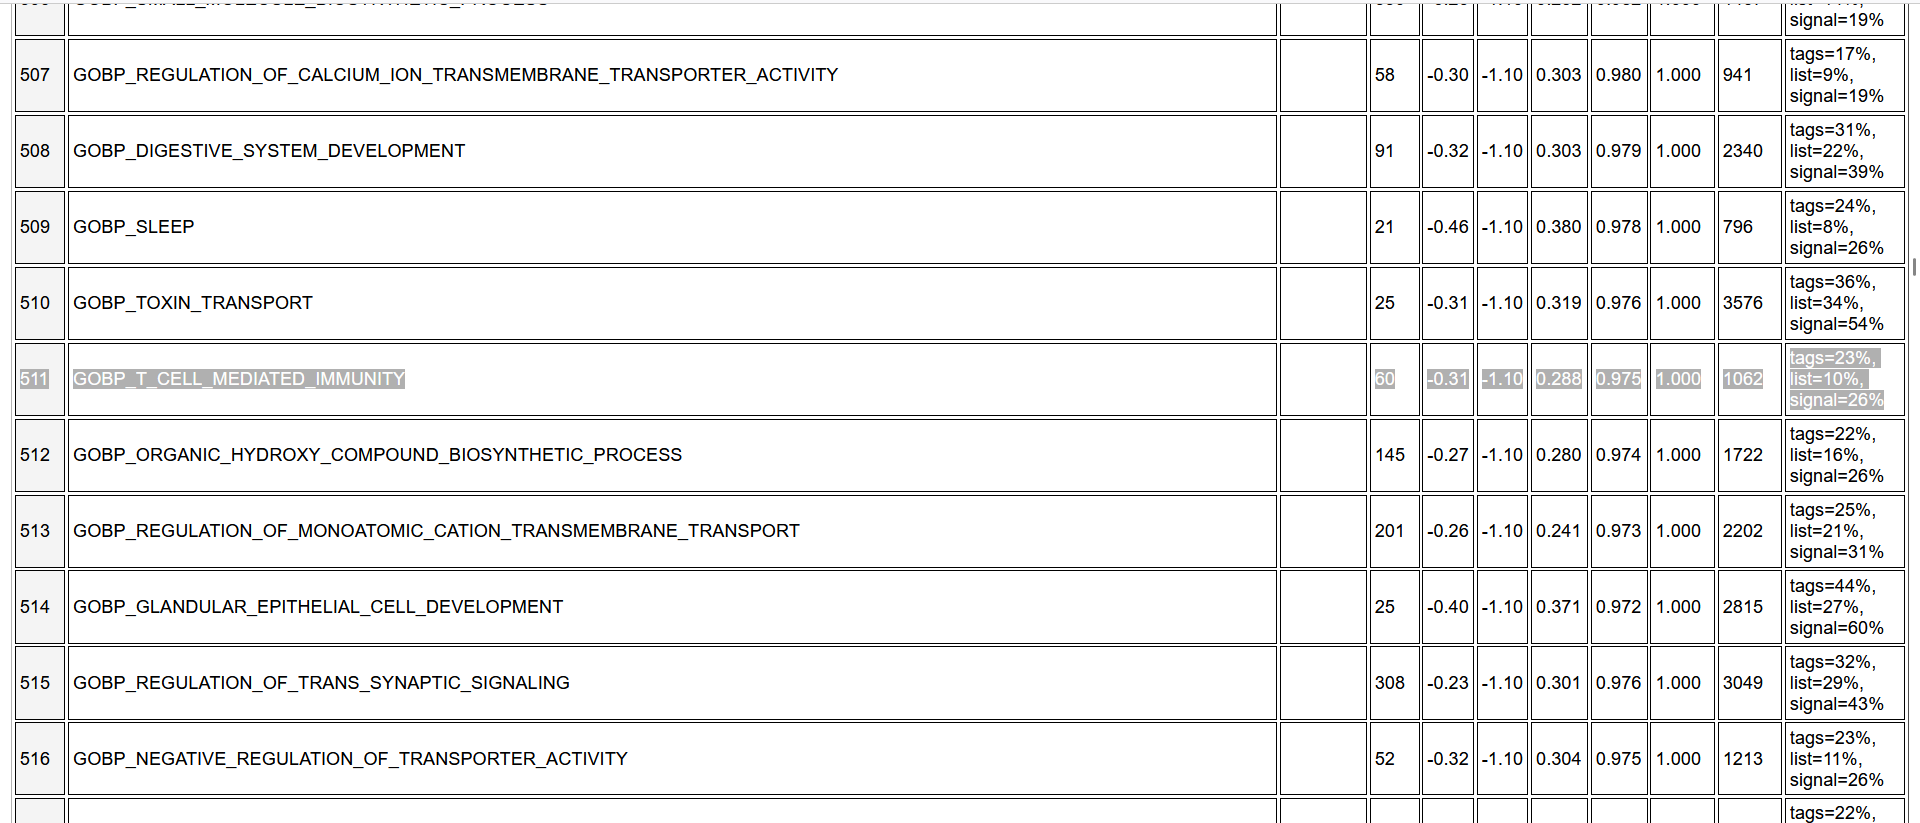 signal=19%
507 GOBP_REGULATION_OF_CALCIUM_ION_TRANSMEMBRANE_TRANSPORTER_ACTIVITY 58 -0.30 -1.10 0.303 0.980 1.000 941 tags=17%,
list=9%,
signal=19%
508 GOBP_DIGESTIVE_SYSTEM_DEVELOPMENT 91 -0.32 -1.10 0.303 0.979 1.000 2340 tags=31%,
list=22%,
signal=39%
509 GOBP_SLEEP 21 -0.46 -1.10 0.380 0.978 1.000 796 tags=24%,
list=8%,
signal=26%
510 GOBP_TOXIN_TRANSPORT 25 -0.31 -1.10 0.319 0.976 1.000 3576 tags=36%,
list=34%,
signal=54%
511 GOBP_T_CELL_MEDIATED_IMMUNITY 60 -0.31 -1.10 0.288 0.975 1.000 1062 tags=23%,
list=10%,
signal=26%
512 GOBP_ORGANIC_HYDROXY_COMPOUND_BIOSYNTHETIC_PROCESS 145 -0.27 -1.10 0.280 0.974 1.000 1722 tags=22%,
list=16%,
signal=26%
513 GOBP_REGULATION_OF_MONOATOMIC_CATION_TRANSMEMBRANE_TRANSPORT 201 -0.26 -1.10 0.241 0.973 1.000 2202 tags=25%,
list=21%,
signal=31%
514 GOBP_GLANDULAR_EPITHELIAL_CELL_DEVELOPMENT 25 -0.40 -1.10 0.371 0.972 1.000 2815 tags=44%,
list=27%,
signal=60%
515 GOBP_REGULATION_OF_TRANS_SYNAPTIC_SIGNALING 308 -0.23 -1.10 0.301 0.976 1.000 3049 tags=32%,
list=29%,
signal=43%
516 GOBP_NEGATIVE_REGULATION_OF_TRANSPORTER_ACTIVITY 52 -0.32 -1.10 0.304 0.975 1.000 1213 tags=23%,
list=11%,
signal=26%
tags=22%,